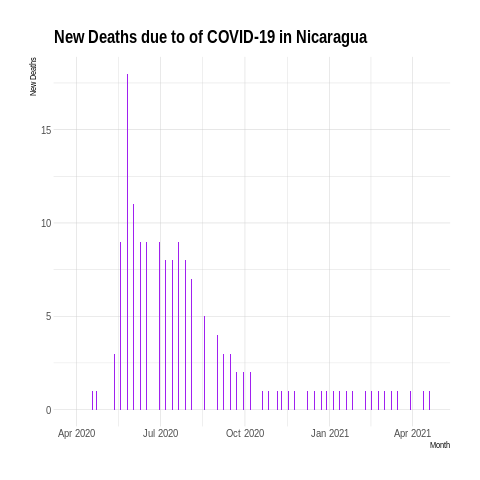 New Deaths due to of COVID-19 in Nicaragua
New Deaths
15
10
5
0
Apr 2020 Jul 2020 Oct 2020 Jan 2021 Apr 2021
Month